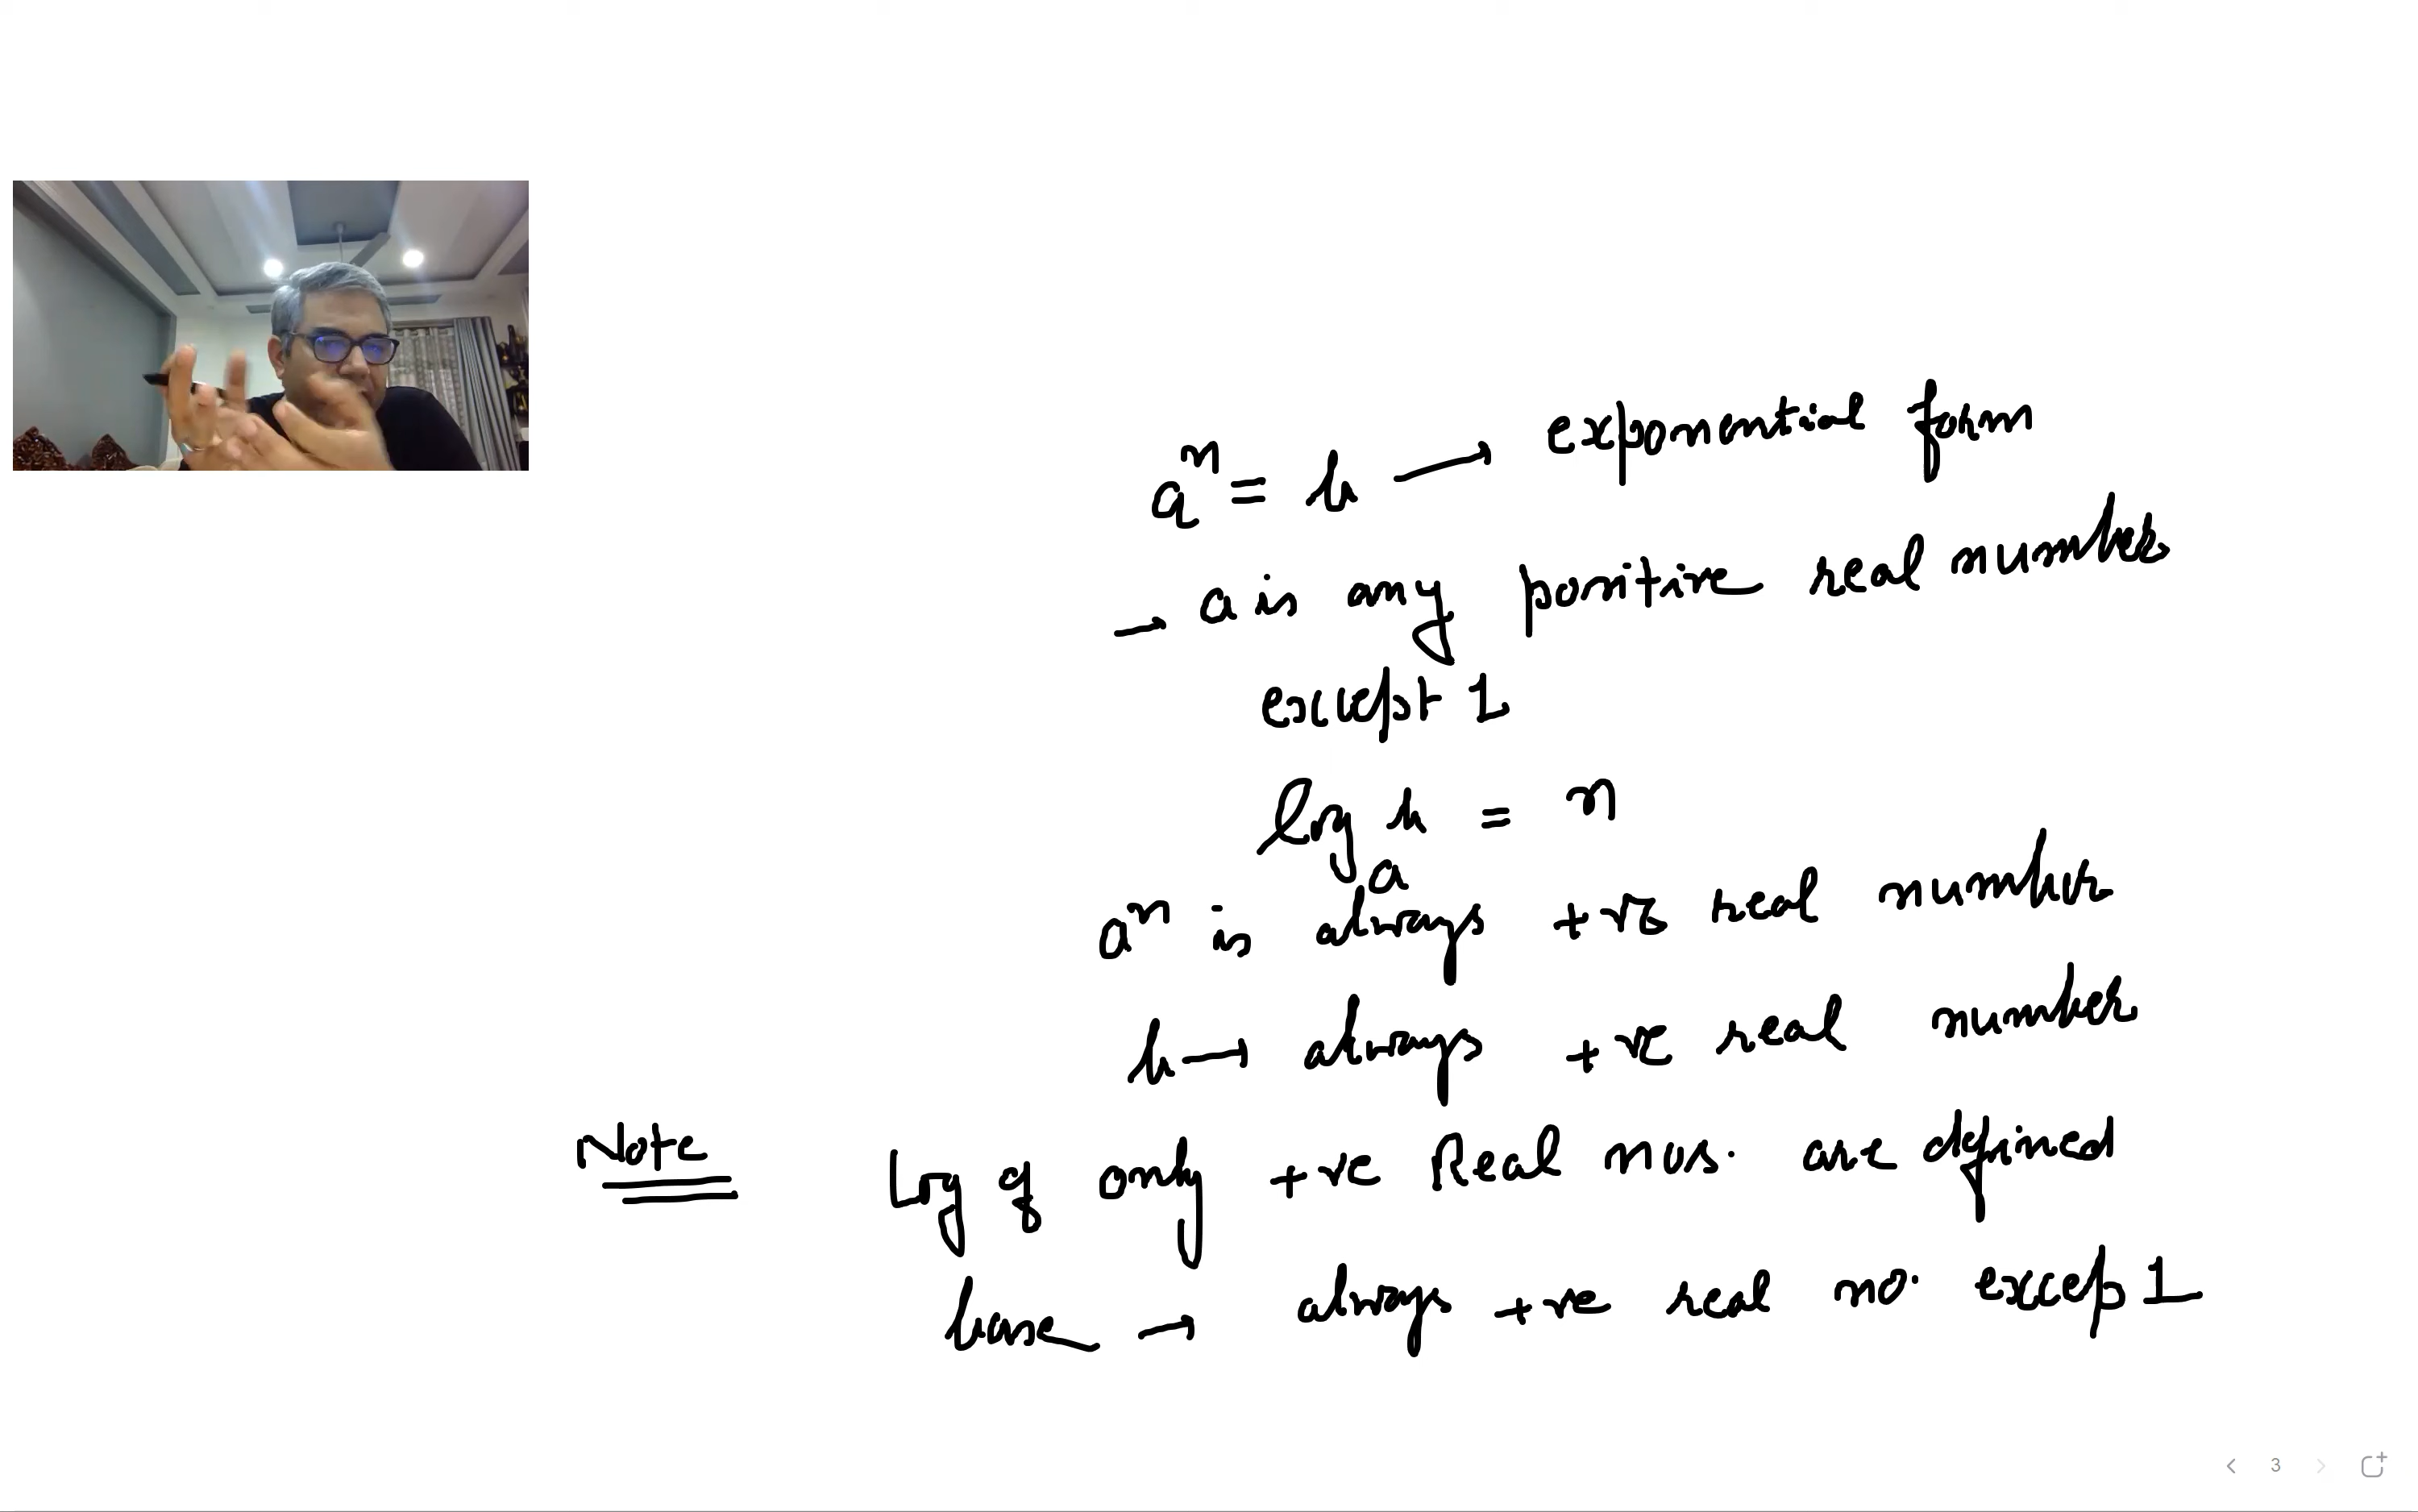 aⁿ = b → exponential form
→ a is any positive real number
except 1
log_a b = n
aⁿ is always +ve real number
b → always +ve real number
Note
Log of only +ve Real nos. are defined
base → always +ve real no. except 1
3